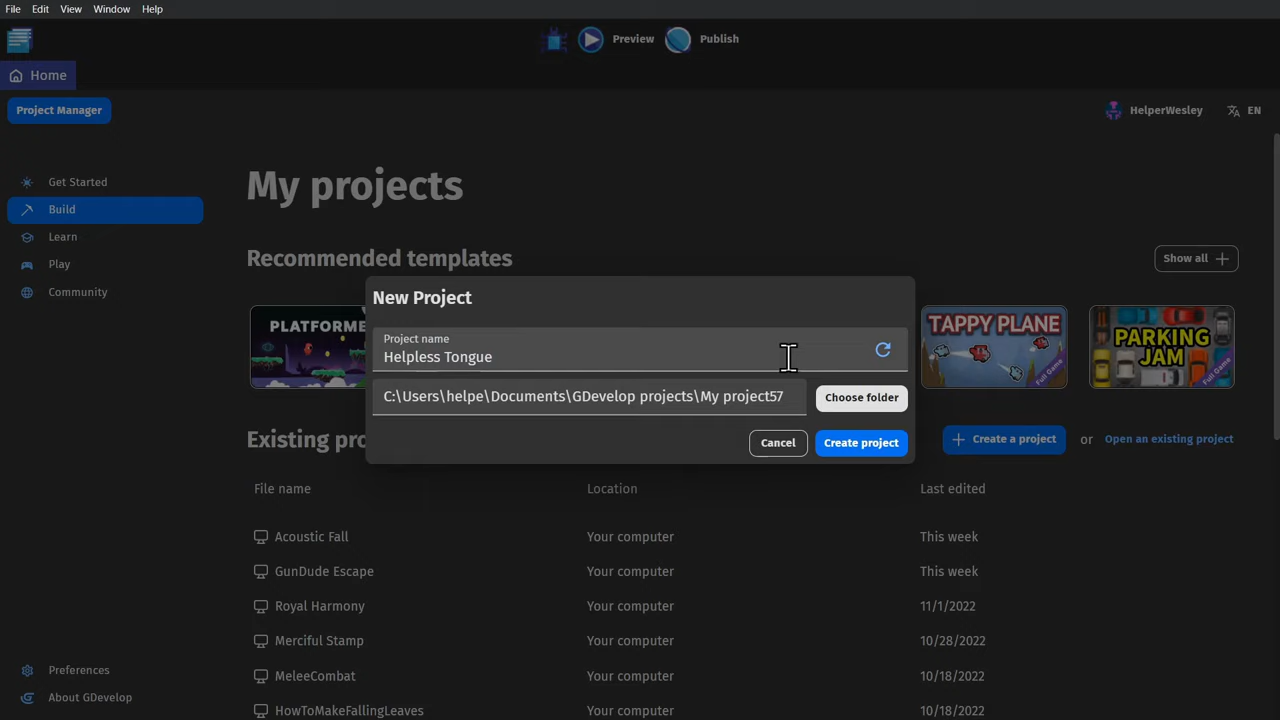 File Edit View Window Help
Preview Publish
Home
Project Manager
HelperWesley EN
Get Started
Build
Learn
Play
Community
My projects
Recommended templates
Show all
PLATFORME
TAPPY PLANE
Full Game
PARKING
JAM
Full Game
New Project
Project name
Helpless Tongue
C:\Users\helpe\Documents\GDevelop projects\My project57
Choose folder
Cancel
Create project
Existing pro
Create a project or Open an existing project
File name Location Last edited
Acoustic Fall Your computer This week
GunDude Escape Your computer This week
Royal Harmony Your computer 11/1/2022
Merciful Stamp Your computer 10/28/2022
MeleeCombat Your computer 10/18/2022
HowToMakeFallingLeaves Your computer 10/18/2022
Preferences
About GDevelop